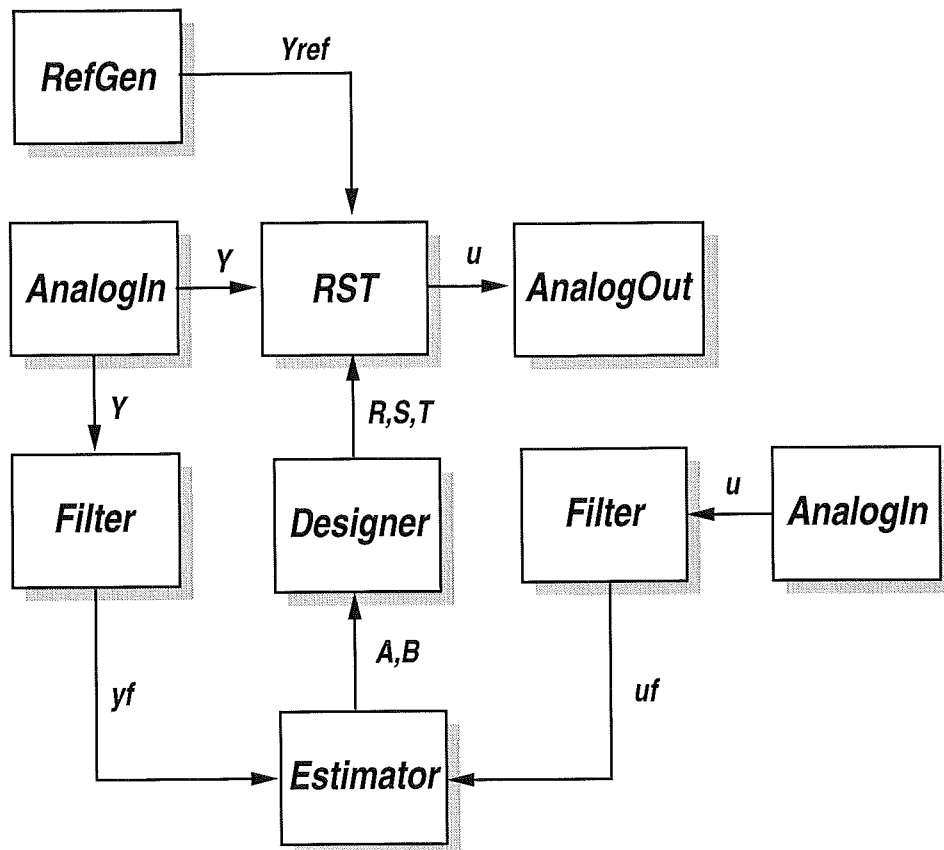 Yref
RefGen
AnalogIn
Y
RST
u
AnalogOut
Y
R,S,T
Filter
Designer
Filter
u
AnalogIn
A,B
yf
uf
Estimator